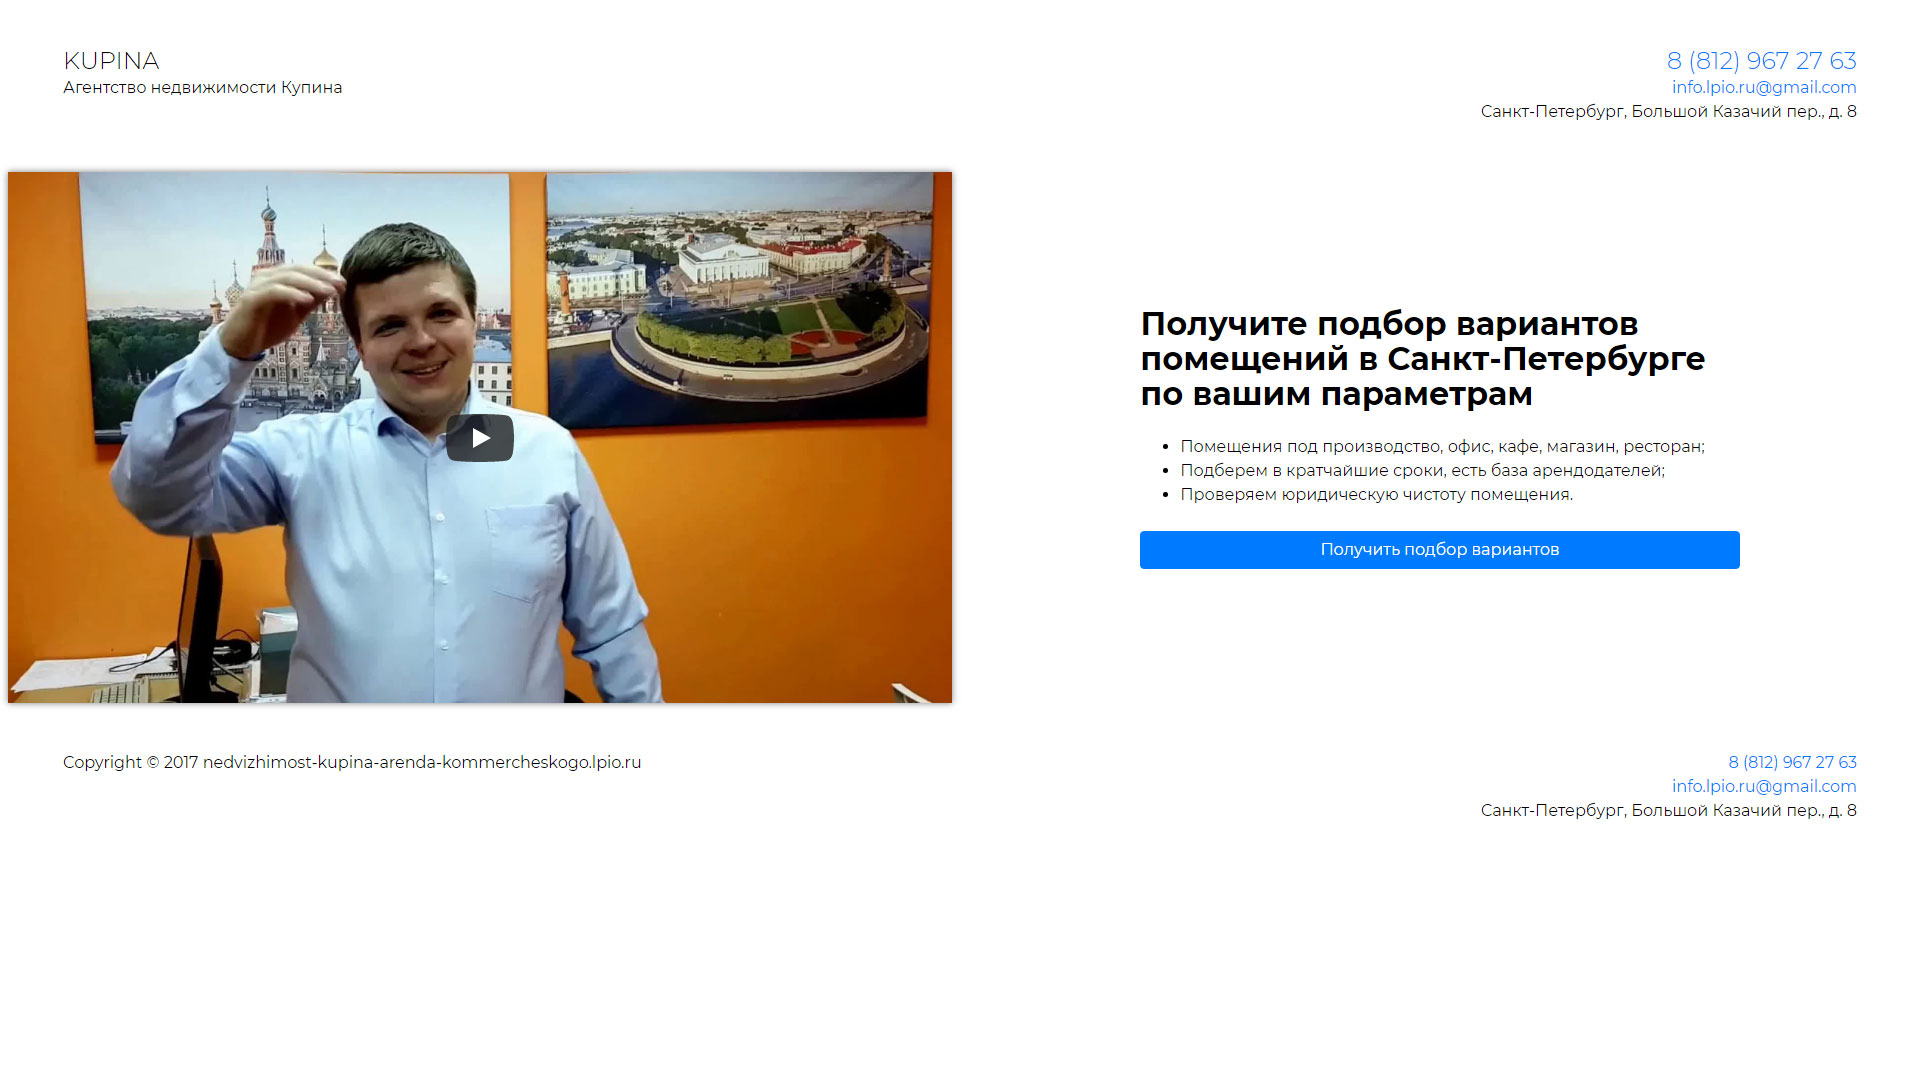 KUPINA
Агентство недвижимости Купина
8 (812) 967 27 63
info.lpio.ru@gmail.com
Санкт-Петербург, Большой Казачий пер., д. 8
Получите подбор вариантов
помещений в Санкт-Петербурге
по вашим параметрам
Помещения под производство, офис, кафе, магазин, ресторан;
Подберем в кратчайшие сроки, есть база арендодателей;
Проверяем юридическую чистоту помещения.
Получить подбор вариантов
Copyright © 2017 nedvizhimost-kupina-arenda-kommercheskogo.lpio.ru
8 (812) 967 27 63
info.lpio.ru@gmail.com
Санкт-Петербург, Большой Казачий пер., д. 8